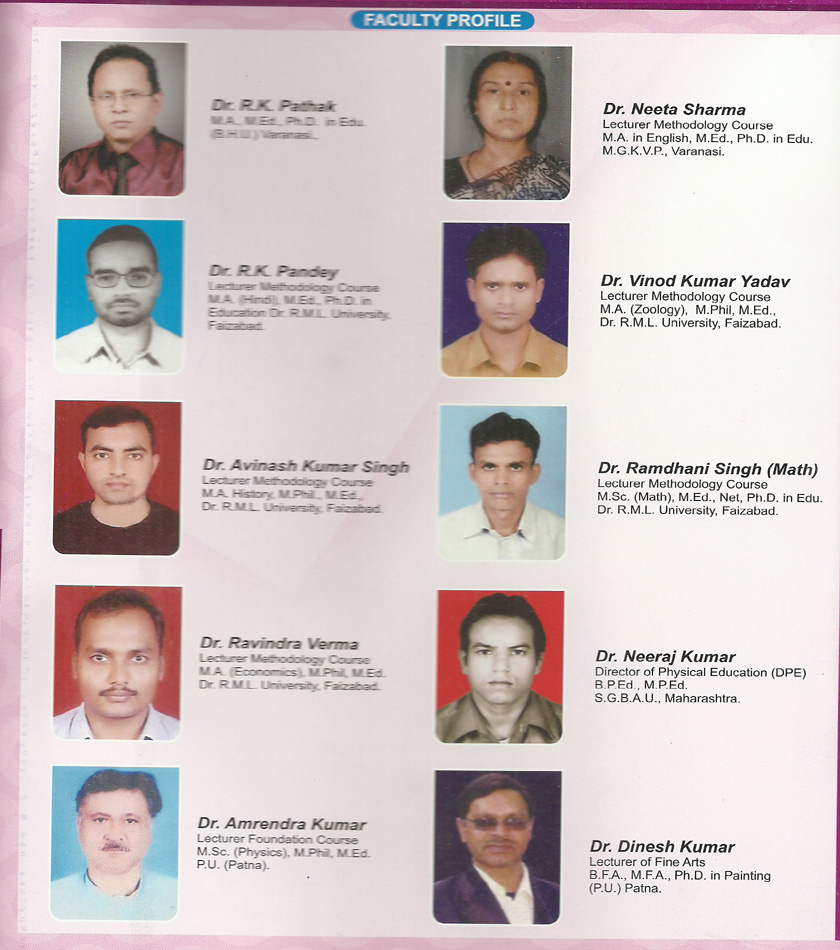 FACULTY PROFILE
Dr. R.K. Pathak
M.A., M.Ed., Ph.D. in Edu.
(B.H.U.) Varanasi.,
Dr. Neeta Sharma
Lecturer Methodology Course
M.A. in English, M.Ed., Ph.D. in Edu.
M.G.K.V.P., Varanasi.
Dr. R.K. Pandey
Lecturer Methodology Course
M.A. (Hindi), M.Ed., Ph.D. in
Education Dr. R.M.L. University,
Faizabad.
Dr. Vinod Kumar Yadav
Lecturer Methodology Course
M.A. (Zoology), M.Phil, M.Ed.,
Dr. R.M.L. University, Faizabad.
Dr. Avinash Kumar Singh
Lecturer Methodology Course
M.A. History, M.Phil., M.Ed.,
Dr. R.M.L. University, Faizabad.
Dr. Ramdhani Singh (Math)
Lecturer Methodology Course
M.Sc. (Math), M.Ed., Net, Ph.D. in Edu.
Dr. R.M.L. University, Faizabad.
Dr. Ravindra Verma
Lecturer Methodology Course
M.A. (Economics), M.Phil, M.Ed.
Dr. R.M.L. University, Faizabad.
Dr. Neeraj Kumar
Director of Physical Education (DPE)
B.P.Ed., M.P.Ed.
S.G.B.A.U., Maharashtra.
Dr. Amrendra Kumar
Lecturer Foundation Course
M.Sc. (Physics), M.Phil, M.Ed.
P.U. (Patna).
Dr. Dinesh Kumar
Lecturer of Fine Arts
B.F.A., M.F.A., Ph.D. in Painting
(P.U.) Patna.